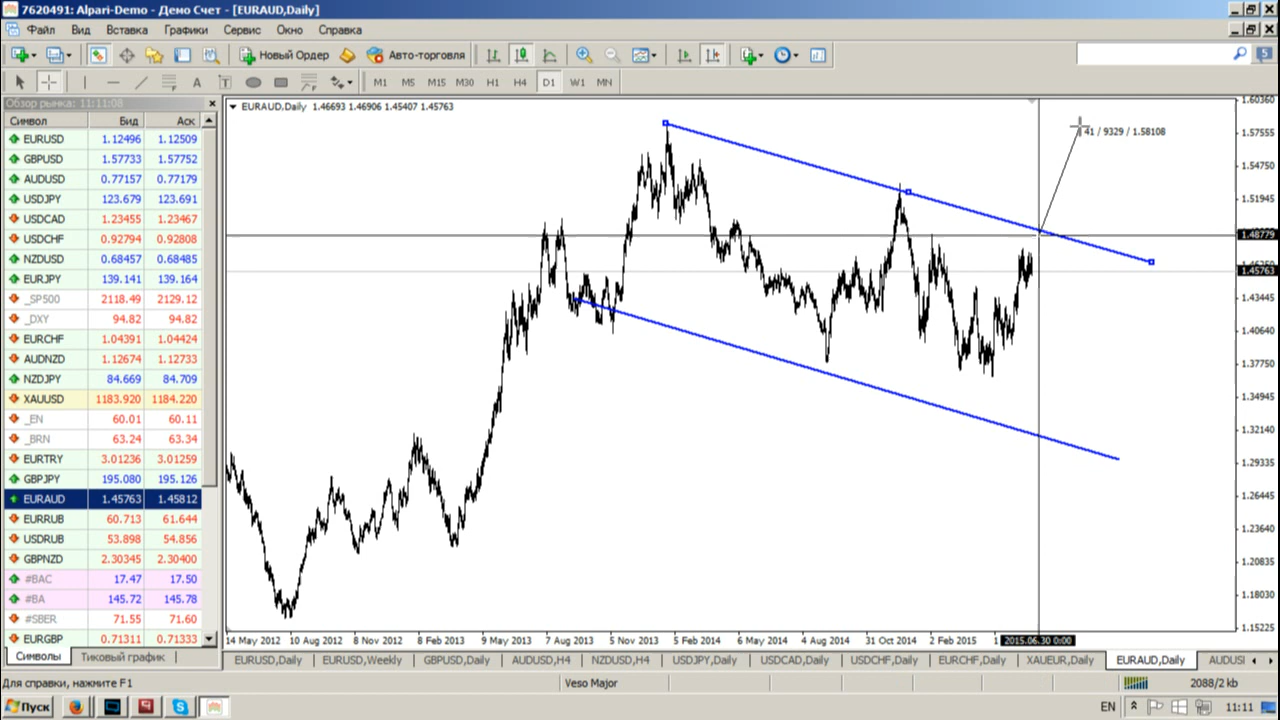 7620491: Alpari-Demo - Демо Счет - [EURAUD,Daily]
Файл Вид Вставка Графики Сервис Окно Справка
Новый Ордер Авто-торговля 5
A T M1 M5 M15 M30 H1 H4 D1 W1 MN
Обзор рынка: 11:11:08
Символ Бид Аск
EURUSD 1.12496 1.12509
GBPUSD 1.57733 1.57752
AUDUSD 0.77157 0.77179
USDJPY 123.679 123.691
USDCAD 1.23455 1.23467
USDCHF 0.92794 0.92808
NZDUSD 0.68457 0.68485
EURJPY 139.141 139.164
_SP500 2118.49 2129.12
_DXY 94.82 94.82
EURCHF 1.04391 1.04424
AUDNZD 1.12674 1.12733
NZDJPY 84.669 84.709
XAUUSD 1183.920 1184.220
_EN 60.01 60.11
_BRN 63.24 63.34
EURTRY 3.01236 3.01259
GBPJPY 195.080 195.126
EURAUD 1.45763 1.45812
EURRUB 60.713 61.644
USDRUB 53.898 54.856
GBPNZD 2.30345 2.30400
#BAC 17.47 17.50
#BA 145.72 145.78
#SBER 71.55 71.60
EURGBP 0.71311 0.71333
Символы Тиковый график
EURAUD,Daily 1.46693 1.46906 1.45407 1.45763
41 / 9329 / 1.58108
1.60360
1.57555
1.54750
1.51945
1.48779
1.45763
1.43445
1.40640
1.37750
1.34945
1.32140
1.29335
1.26445
1.23640
1.20835
1.18030
1.15225
14 May 2012 10 Aug 2012 8 Nov 2012 8 Feb 2013 9 May 2013 7 Aug 2013 5 Nov 2013 5 Feb 2014 6 May 2014 4 Aug 2014 31 Oct 2014 2 Feb 2015 1 2015.06.30 0:00
EURUSD,Daily EURUSD,Weekly GBPUSD,Daily AUDUSD,H4 NZDUSD,H4 USDJPY,Daily USDCAD,Daily USDCHF,Daily EURCHF,Daily XAUEUR,Daily EURAUD,Daily AUDUSI
Для справки, нажмите F1 Veso Major 2088/2 kb
Пуск EN 11:11